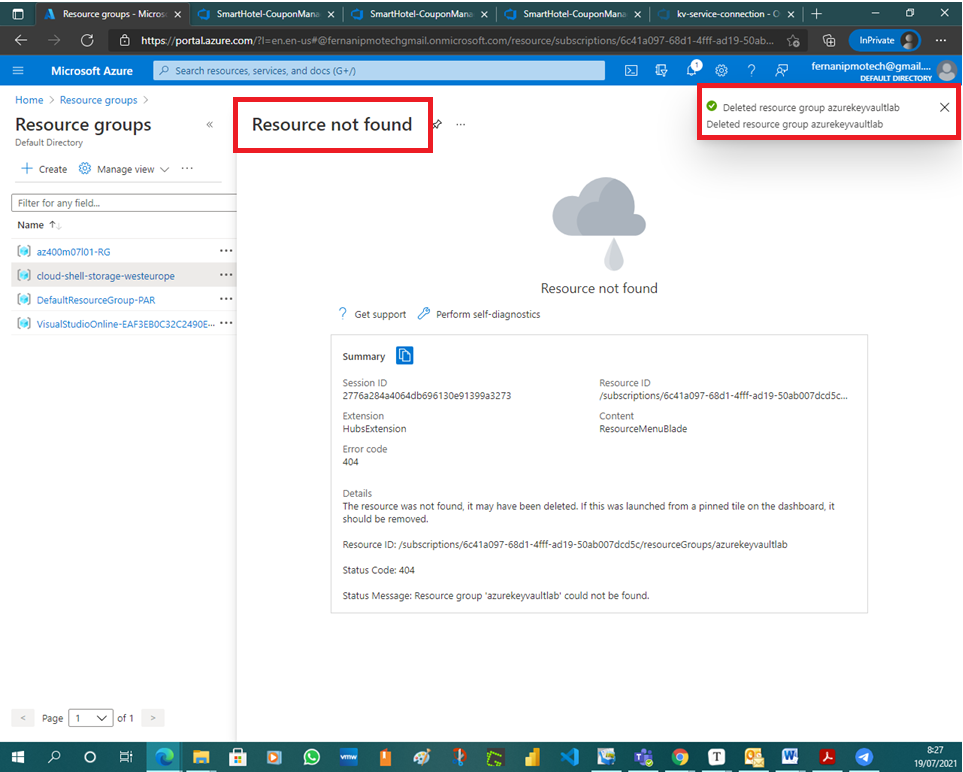 Resource groups - Micros
SmartHotel-CouponMana
SmartHotel-CouponMana
SmartHotel-CouponMana
kv-service-connection - O
https://portal.azure.com/?l=en.en-us#@fernanipmotechgmail.onmicrosoft.com/resource/subscriptions/6c41a097-68d1-4fff-ad19-50ab...
InPrivate
Microsoft Azure
Search resources, services, and docs (G+/)
1
fernanipmotech@gmail....
DEFAULT DIRECTORY
Home > Resource groups >
Resource groups
Default Directory
+ Create
Manage view
...
Filter for any field...
Name ↑↓
az400m07l01-RG
cloud-shell-storage-westeurope
DefaultResourceGroup-PAR
VisualStudioOnline-EAF3EB0C32C2490E...
< Page 1 of 1 >
Resource not found
...
Deleted resource group azurekeyvaultlab
Deleted resource group azurekeyvaultlab
Resource not found
? Get support
Perform self-diagnostics
Summary
Session ID
2776a284a4064db696130e91399a3273
Resource ID
/subscriptions/6c41a097-68d1-4fff-ad19-50ab007dcd5c...
Extension
HubsExtension
Content
ResourceMenuBlade
Error code
404
Details
The resource was not found, it may have been deleted. If this was launched from a pinned tile on the dashboard, it
should be removed.
Resource ID: /subscriptions/6c41a097-68d1-4fff-ad19-50ab007dcd5c/resourceGroups/azurekeyvaultlab
Status Code: 404
Status Message: Resource group 'azurekeyvaultlab' could not be found.
vmw
T
8:27
19/07/2021